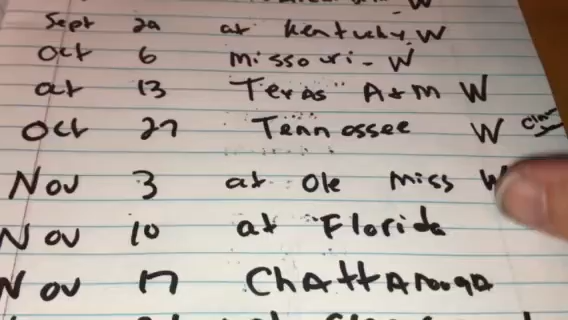 Sept 29 at Kentucky, W
Oct 6 Missouri - W
Oct 13 Texas A+M W
Oct 27 Tennessee W
Nov 3 at Ole Miss W
Nov 10 at Florida
Nov 17 Chattanooga